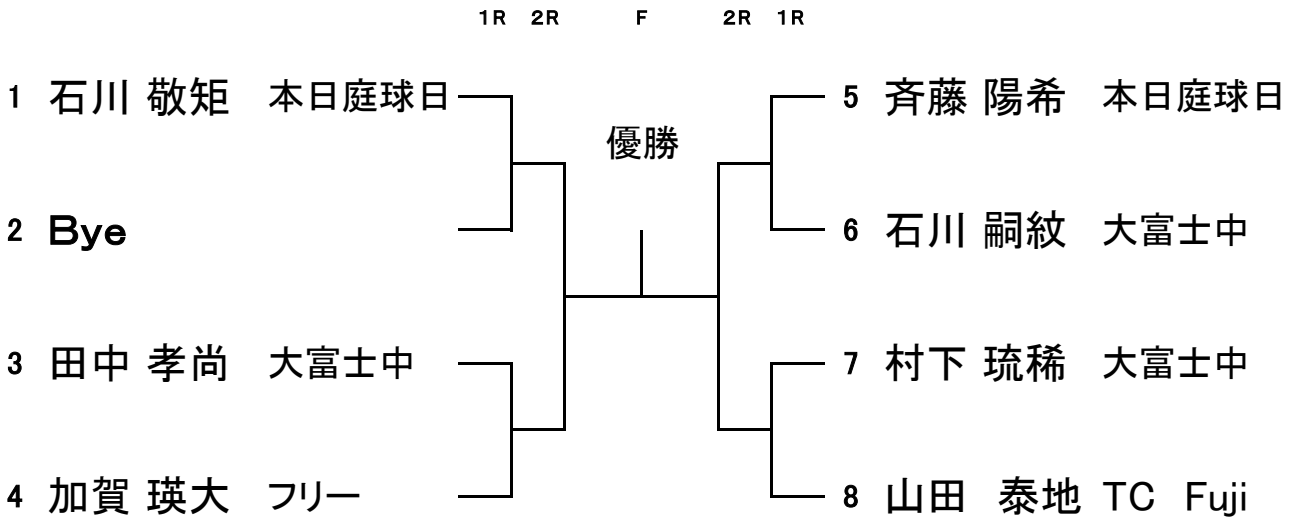 1R 2R F 2R 1R
1 石川 敬矩 本日庭球日 5 斉藤 陽希 本日庭球日
優勝
2 Bye 6 石川 嗣紋 大富士中
3 田中 孝尚 大富士中 7 村下 琉稀 大富士中
4 加賀 瑛大 フリー 8 山田 泰地 TC Fuji